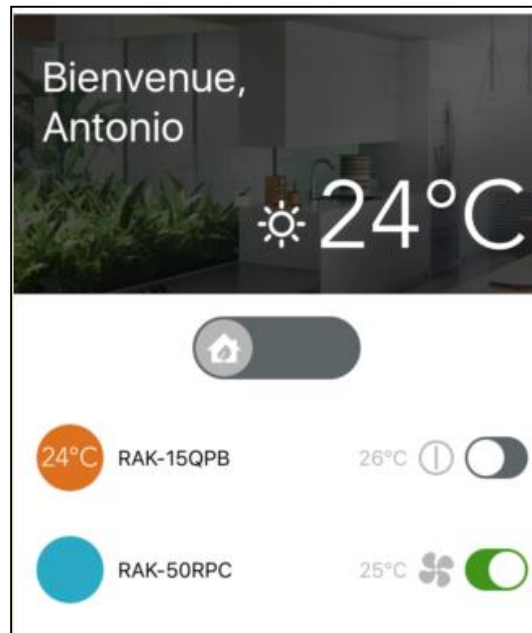 Bienvenue,
Antonio
24°C
24°C RAK-15QPB 26°C
RAK-50RPC 25°C